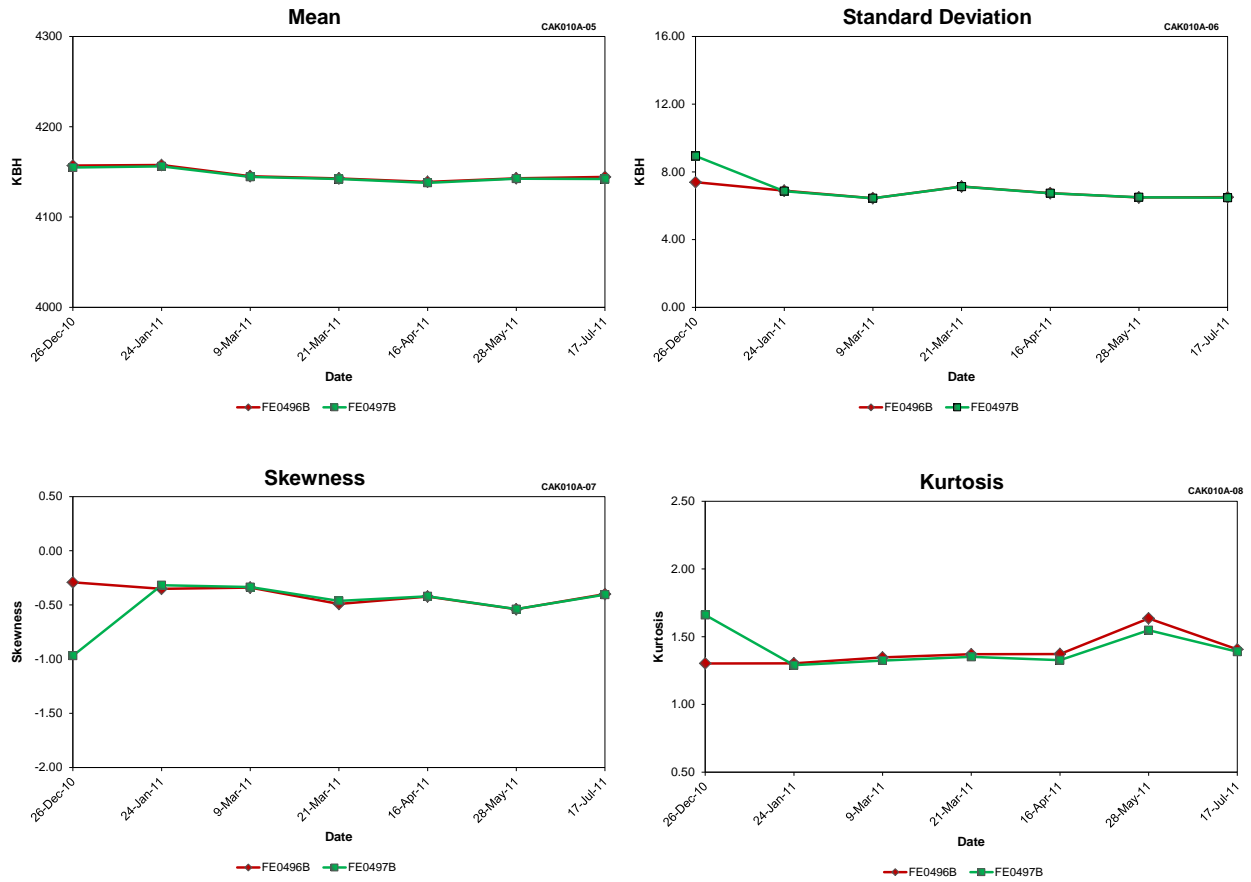 Mean
CAK010A-05
4300
4200
4100
4000
KBH
26-Dec-10
24-Jan-11
9-Mar-11
21-Mar-11
16-Apr-11
28-May-11
17-Jul-11
Date
FE0496B FE0497B
Standard Deviation
CAK010A-06
16.00
12.00
8.00
4.00
0.00
KBH
26-Dec-10
24-Jan-11
9-Mar-11
21-Mar-11
16-Apr-11
28-May-11
17-Jul-11
Date
FE0496B FE0497B
Skewness
CAK010A-07
0.50
0.00
-0.50
-1.00
-1.50
-2.00
Skewness
26-Dec-10
24-Jan-11
9-Mar-11
21-Mar-11
16-Apr-11
28-May-11
17-Jul-11
Date
FE0496B FE0497B
Kurtosis
CAK010A-08
2.50
2.00
1.50
1.00
0.50
Kurtosis
26-Dec-10
24-Jan-11
9-Mar-11
21-Mar-11
16-Apr-11
28-May-11
17-Jul-11
Date
FE0496B FE0497B